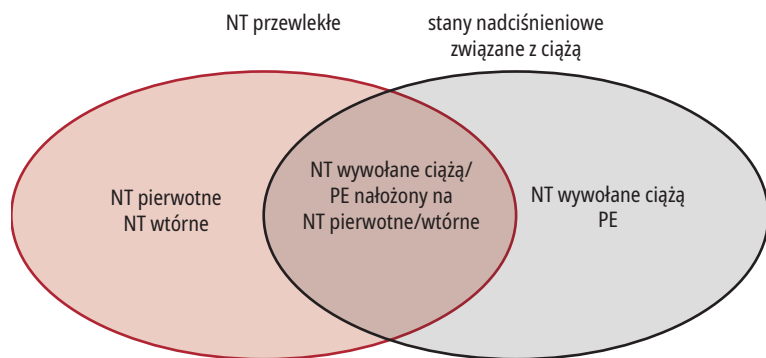 NT przewlekłe
stany nadciśnieniowe
związane z ciążą
NT pierwotne
NT wtórne
NT wywołane ciążą/
PE nałożony na
NT pierwotne/wtórne
NT wywołane ciążą
PE